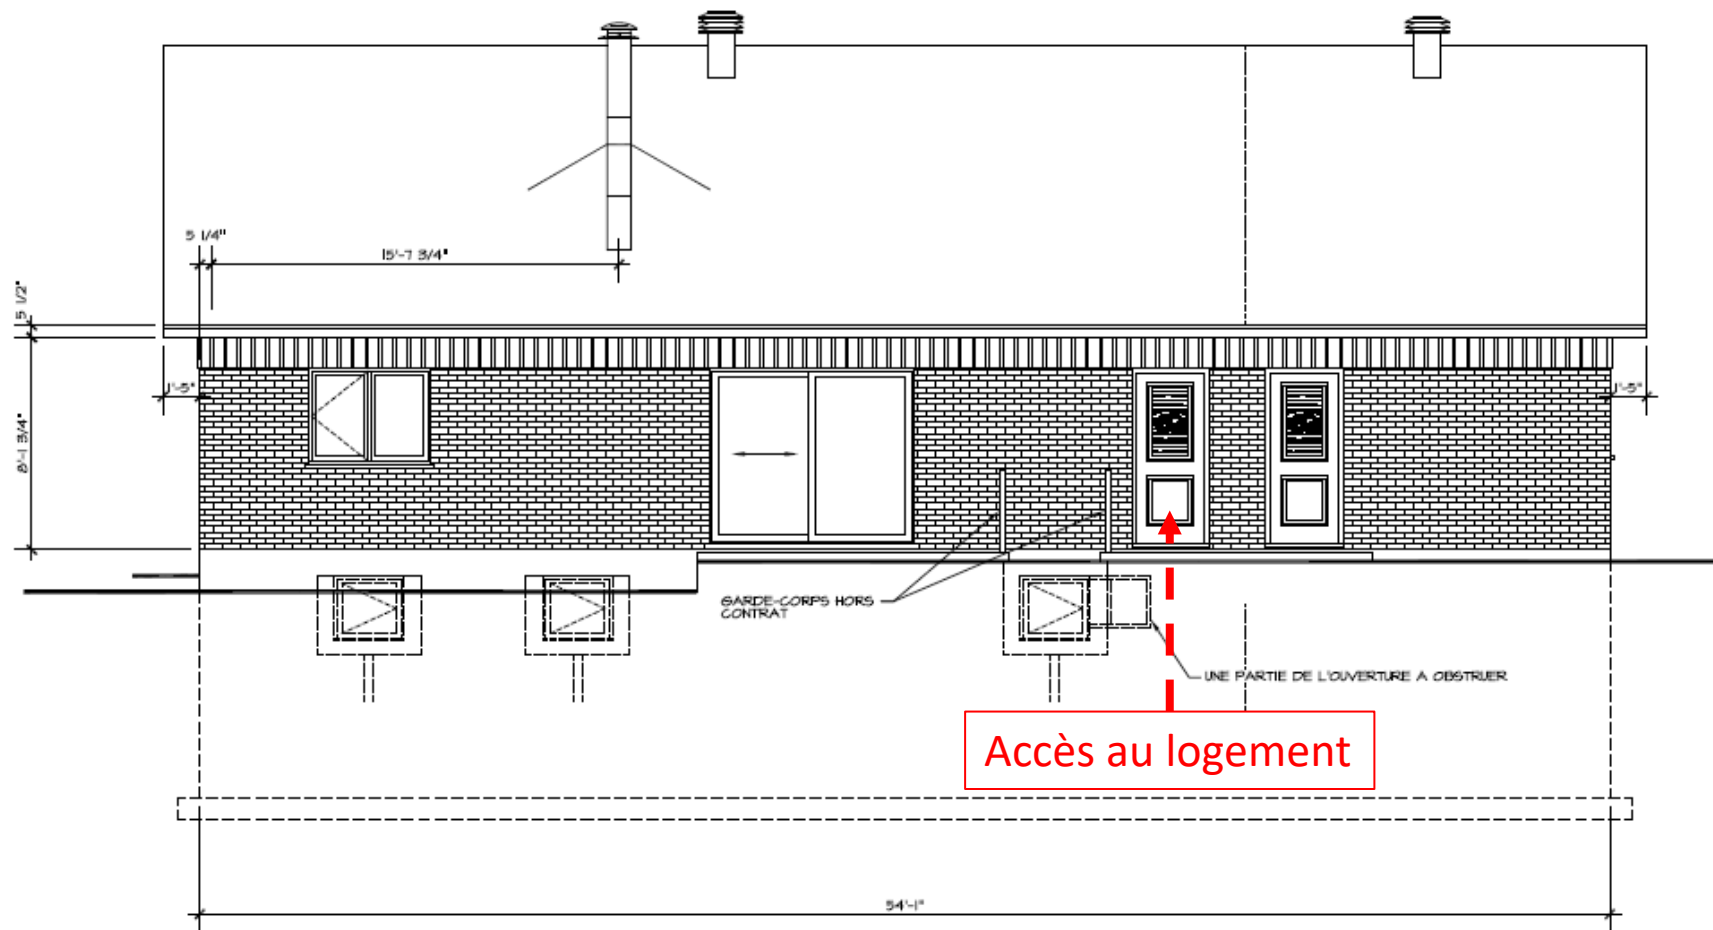 5 1/4"
15'-7 3/4"
5 1/2"
1'-5"
1'-5"
8'-1 3/4"
GARDE-CORPS HORS
CONTRAT
UNE PARTIE DE L'OUVERTURE A OBSTRUER
Accès au logement
54'-1"